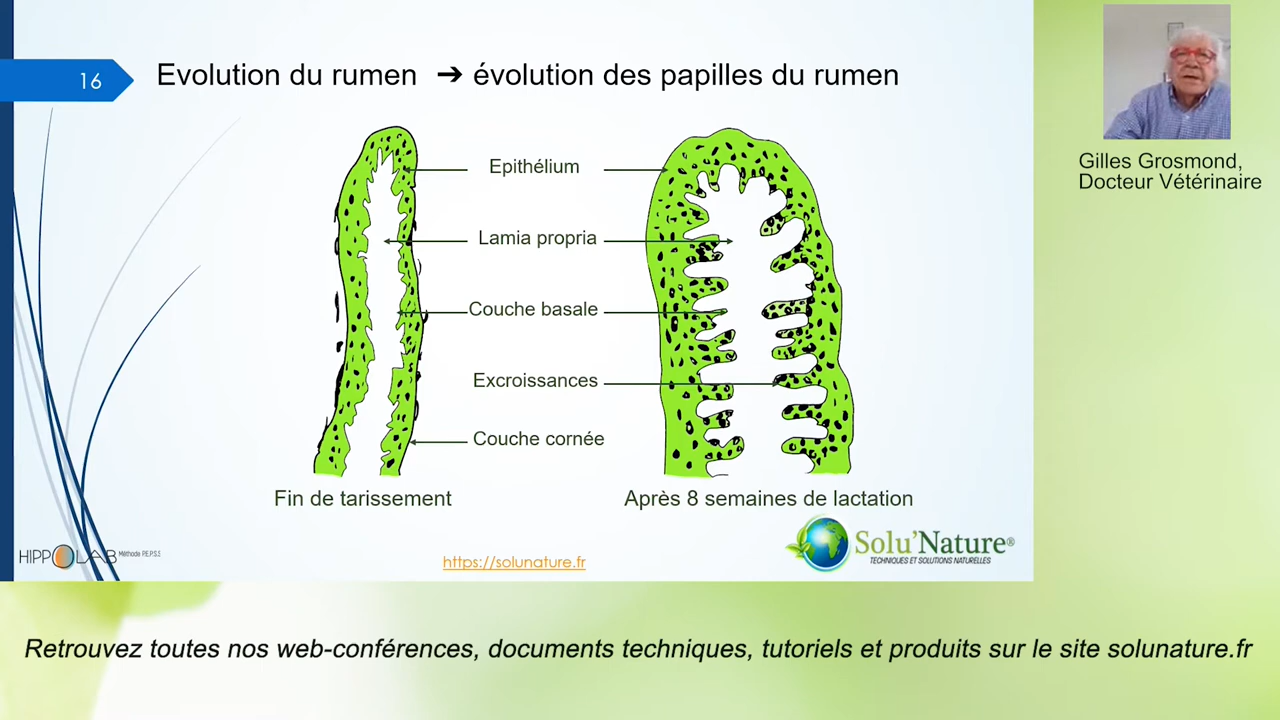 16
Evolution du rumen ➔ évolution des papilles du rumen
Epithélium
Lamia propria
Couche basale
Excroissances
Couche cornée
Fin de tarissement
Après 8 semaines de lactation
HIPPOLAB Méthode P.E.P.S.S
https://solunature.fr
Solu'Nature®
TECHNIQUES ET SOLUTIONS NATURELLES
Gilles Grosmond,
Docteur Vétérinaire
Retrouvez toutes nos web-conférences, documents techniques, tutoriels et produits sur le site solunature.fr